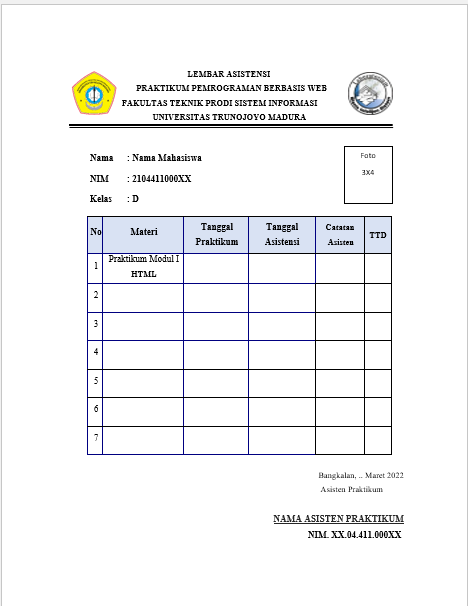 LEMBAR ASISTENSI
PRAKTIKUM PEMROGRAMAN BERBASIS WEB
FAKULTAS TEKNIK PRODI SISTEM INFORMASI
UNIVERSITAS TRUNOJOYO MADURA
Nama : Nama Mahasiswa
NIM : 2104411000XX
Kelas : D
Foto
3X4
No Materi Tanggal Praktikum Tanggal Asistensi Catatan Asisten TTD
1 Praktikum Modul I HTML
2
3
4
5
6
7
Bangkalan, .. Maret 2022
Asisten Praktikum
NAMA ASISTEN PRAKTIKUM
NIM. XX.04.411.000XX